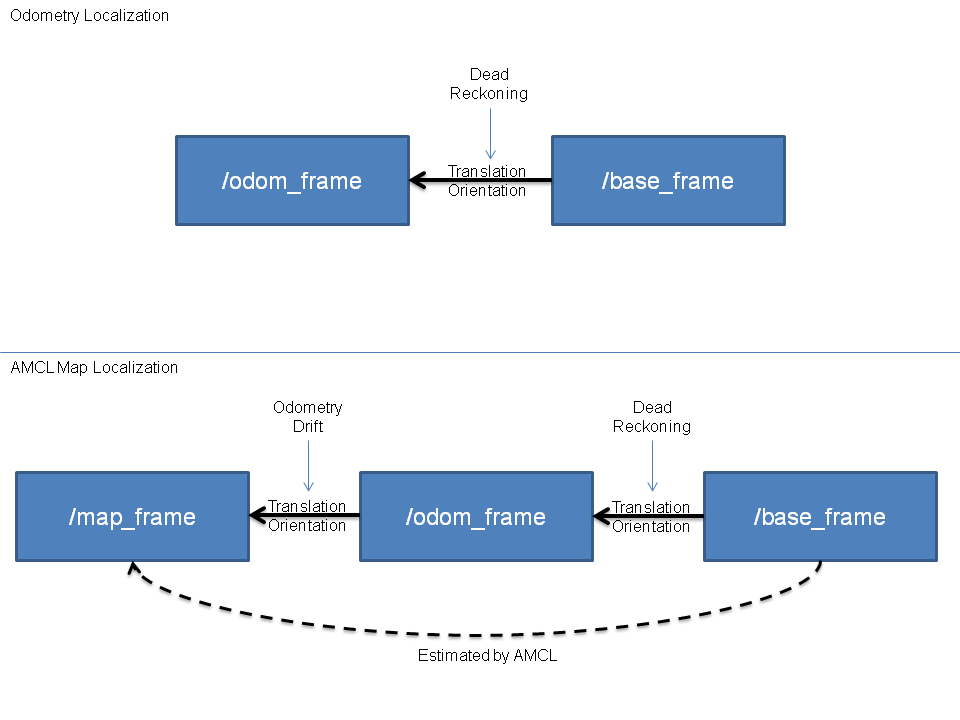 Odometry Localization
Dead
Reckoning
/odom_frame
Translation
Orientation
/base_frame
AMCL Map Localization
Odometry
Drift
Dead
Reckoning
/map_frame
Translation
Orientation
/odom_frame
Translation
Orientation
/base_frame
Estimated by AMCL